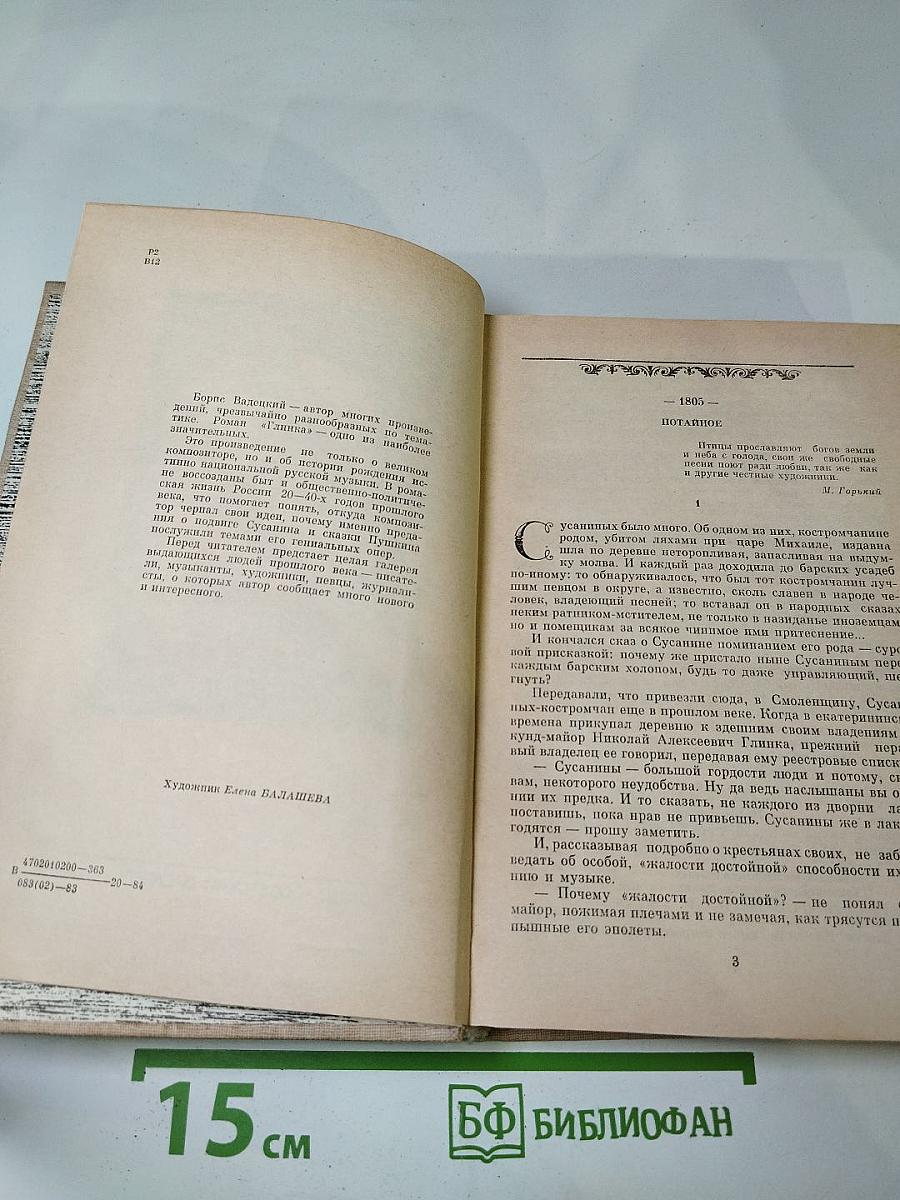 Р2
В12
Борис Вадецкий — автор многих произве-
дений, чрезвычайно разнообразных по тема-
тике. Роман «Глинка» — одно из наиболее
значительных.
Это произведение не только о великом
композиторе, но и об истории рождения ис-
тинно национальной русской музыки. В рома-
не воссозданы быт и общественно-политиче-
ская жизнь России 20—40-х годов прошлого
века, что помогает понять, откуда компози-
тор черпал свои идеи, почему именно преда-
ния о подвиге Сусанина и сказки Пушкина
послужили темами его гениальных опер.
Перед читателем предстает целая галерея
выдающихся людей прошлого века — писате-
ли, музыканты, художники, певцы, журнали-
сты, о которых автор сообщает много нового
и интересного.
Художник Елена БАЛАШЕВА
В 4702010200—363
083(02)—83 —20—84
— 1805 —
ПОТАЙНОЕ
Птицы прославляют богов земли
и неба с голода, свои же свободные
песни поют ради любви, так же как
и другие честные художники.
М. Горький
1
Сусаниных было много. Об одном из них, костромчанине
родом, убитом ляхами при царе Михаиле, издавна
шла по деревне неторопливая, запасливая на выдум-
ку молва. И каждый раз доходила до барских усадеб
по-иному: то обнаруживалось, что был тот костромчанин луч-
шим певцом в округе, а известно, сколь славен в народе че-
ловек, владеющий песней; то вставал он в народных сказах
неким ратником-мстителем, не только в назиданье иноземцам,
но и помещикам за всякое чинимое ими притеснение...
И кончался сказ о Сусанине поминанием его рода — суро-
вой присказкой: почему же пристало ныне Сусаниным пере
каждым барским холопом, будь то даже управляющий, ше
гнуть?
Передавали, что привезли сюда, в Смоленщину, Сусан
ных-костромчан еще в прошлом веке. Когда в екатерининс
времена прикупал деревню к здешним своим владениям
кунд-майор Николай Алексеевич Глинка, прежний нера
вый владелец ее говорил, передавая ему реестровые списк
— Сусанины — большой гордости люди и потому, ск
вам, некоторого неудобства. Ну да ведь наслышаны вы о
нии их предка. И то сказать, не каждого из дворни ла
поставишь, пока нрав не привьешь. Сусанины же в лак
годятся — прошу заметить.
И, рассказывая подробно о крестьянах своих, не заб
ведать об особой, «жалости достойной» способности их
нию и музыке.
— Почему «жалости достойной»? — не понял с
майор, пожимая плечами и не замечая, как трясутся п
пышные его эполеты.
3
15 см
БФ БИБЛИОФАН